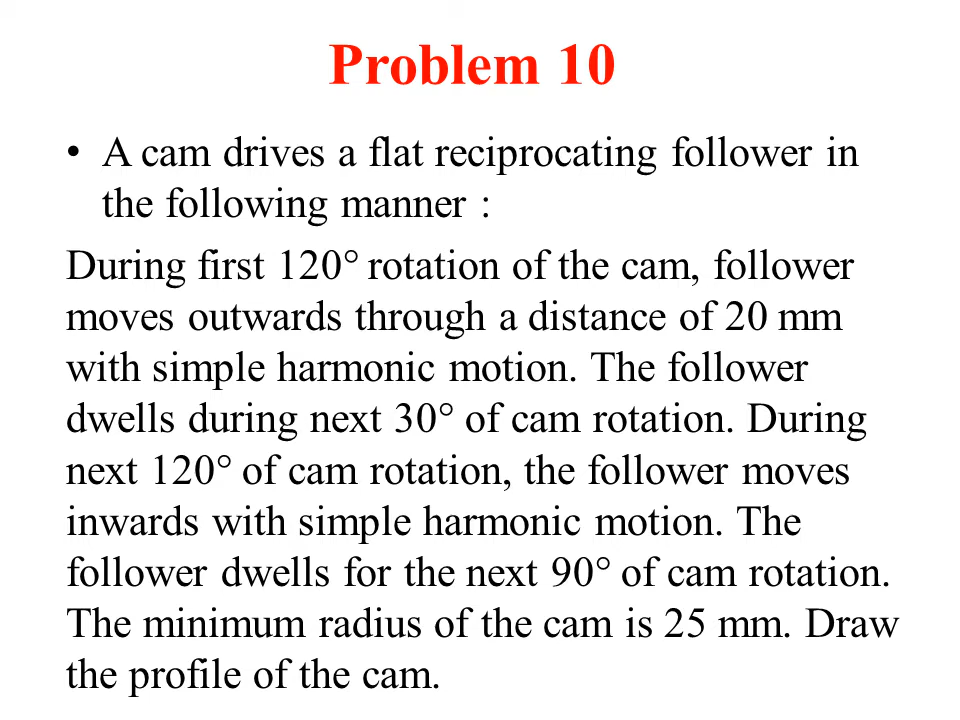 Problem 10
• A cam drives a flat reciprocating follower in
the following manner :
During first 120° rotation of the cam, follower
moves outwards through a distance of 20 mm
with simple harmonic motion. The follower
dwells during next 30° of cam rotation. During
next 120° of cam rotation, the follower moves
inwards with simple harmonic motion. The
follower dwells for the next 90° of cam rotation.
The minimum radius of the cam is 25 mm. Draw
the profile of the cam.